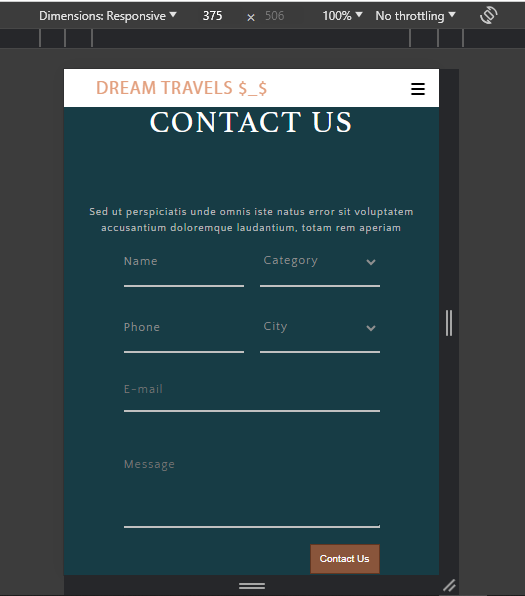 Dimensions: Responsive 375 × 506 100% No throttling
DREAM TRAVELS $_$
CONTACT US
Sed ut perspiciatis unde omnis iste natus error sit voluptatem
accusantium doloremque laudantium, totam rem aperiam
Name Category
Phone City
E-mail
Message
Contact Us